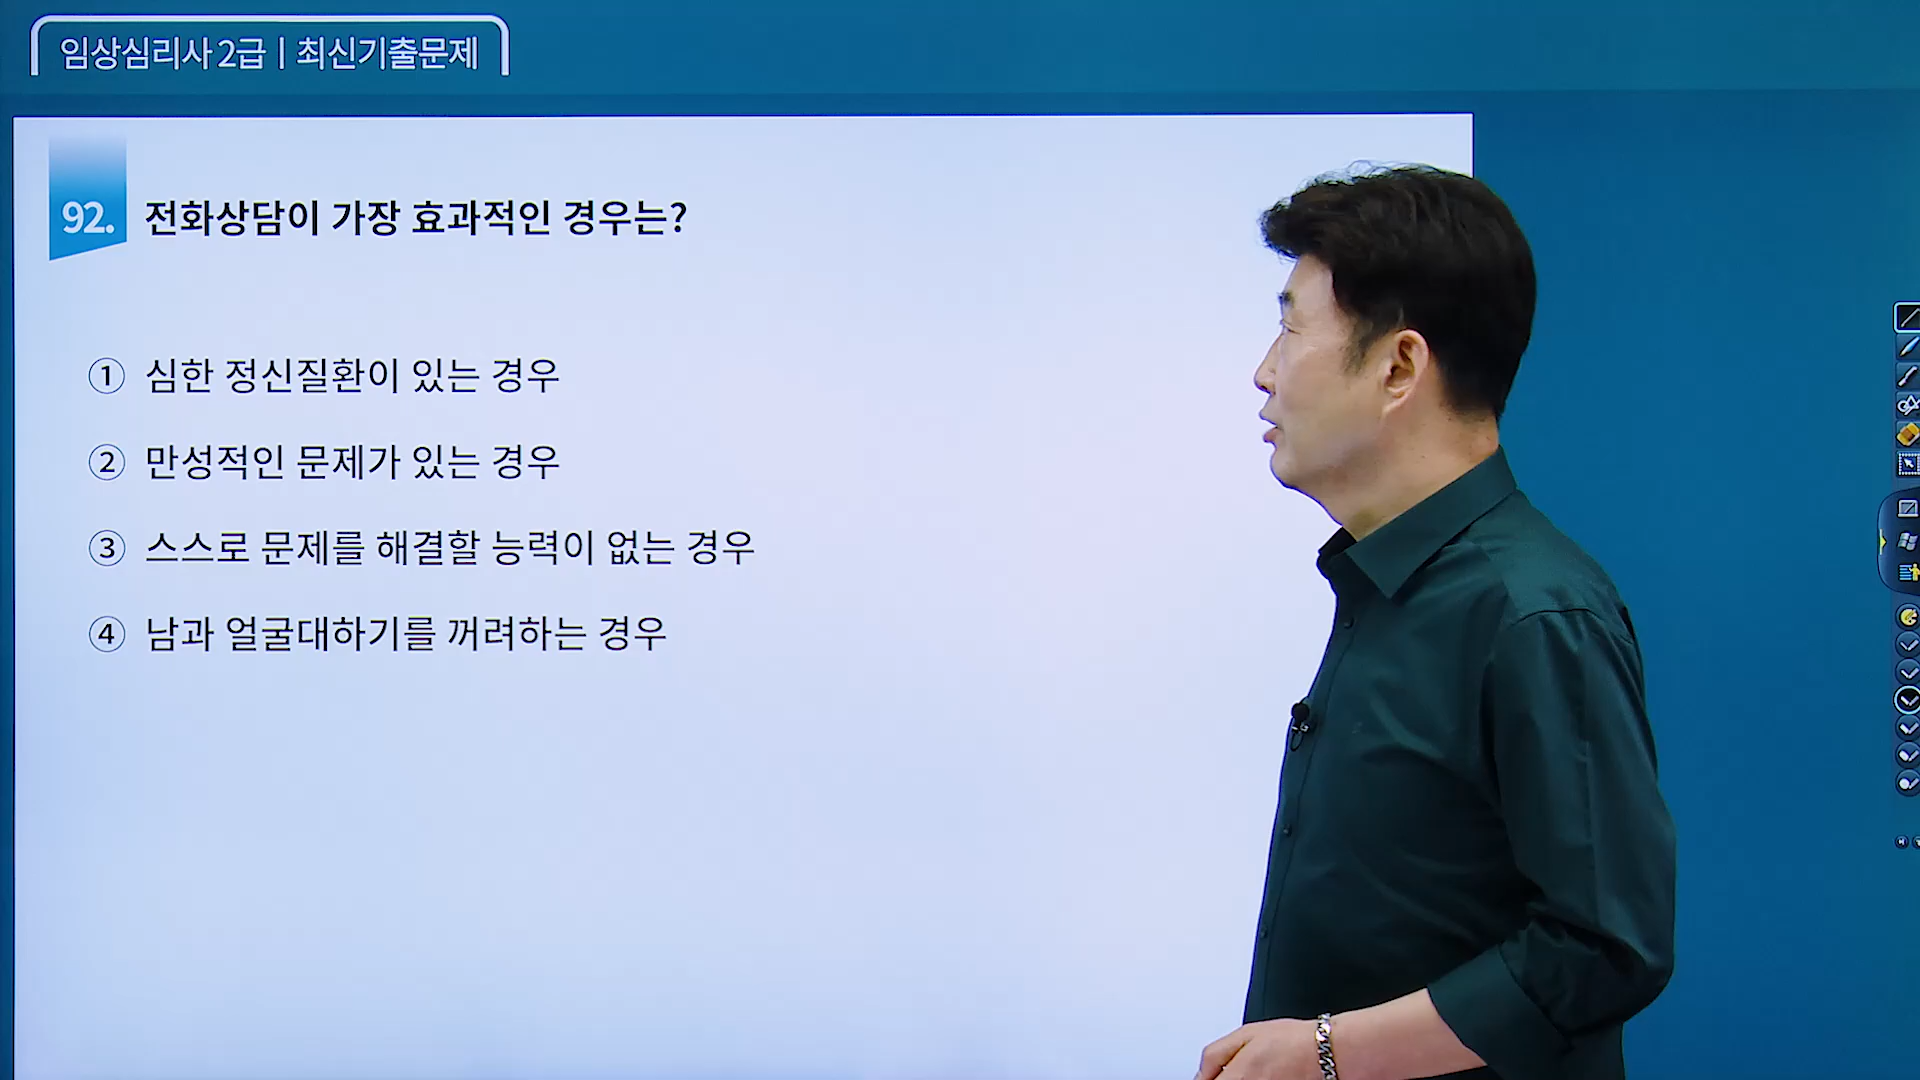 임상심리사 2급 | 최신기출문제
92. 전화상담이 가장 효과적인 경우는?
① 심한 정신질환이 있는 경우
② 만성적인 문제가 있는 경우
③ 스스로 문제를 해결할 능력이 없는 경우
④ 남과 얼굴대하기를 꺼려하는 경우